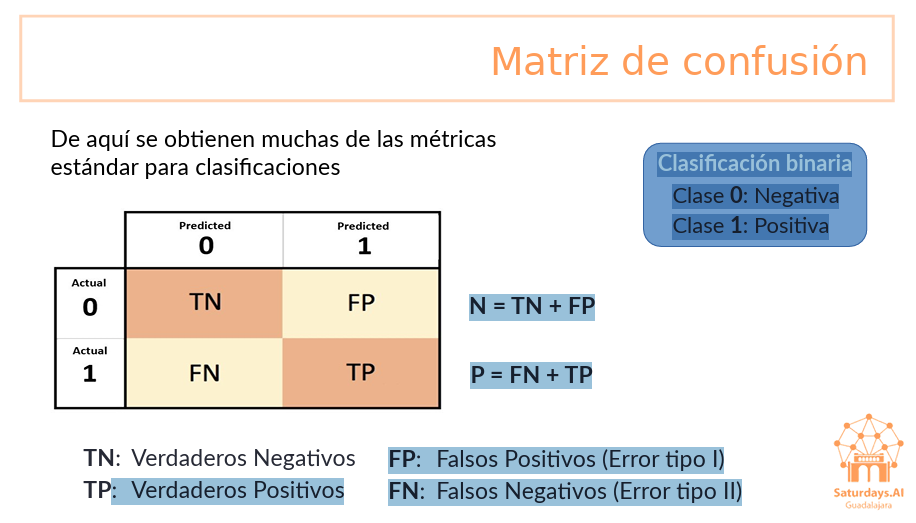 Matriz de confusión
De aquí se obtienen muchas de las métricas
estándar para clasificaciones
Clasificación binaria
Clase 0: Negativa
Clase 1: Positiva
Predicted
0
Predicted
1
Actual
0
TN
FP
N = TN + FP
Actual
1
FN
TP
P = FN + TP
TN: Verdaderos Negativos
FP: Falsos Positivos (Error tipo I)
TP: Verdaderos Positivos
FN: Falsos Negativos (Error tipo II)
Saturdays.AI
Guadalajara